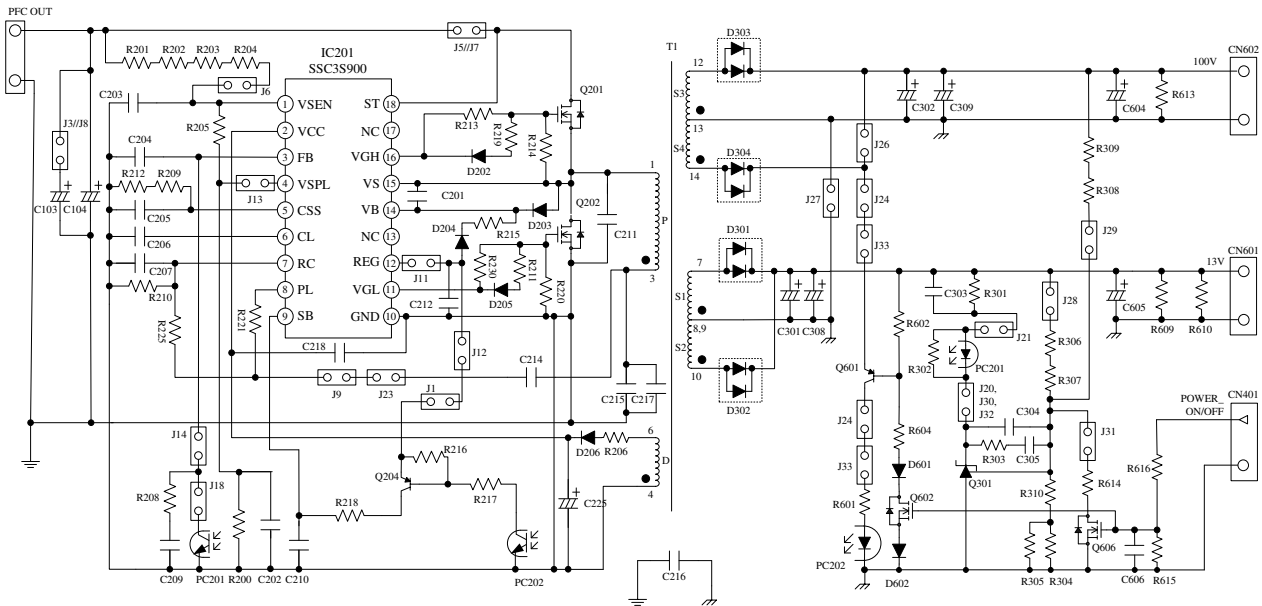 PFC OUT
R201 R202 R203 R204
J6
J5//J7
IC201
SSC3S900
1 VSEN
2 VCC
3 FB
4 VSPL
5 CSS
6 CL
7 RC
8 PL
9 SB
ST 18
NC 17
VGH 16
VS 15
VB 14
NC 13
REG 12
VGL 11
GND 10
C203
R205
C204
R212 R209
J13
C205
C206
C207
R210
R225
R221
J3//J8
C103 C104
Q201
R213
R219
R214
D202
C201
Q202
D203
D204
R215
C211
J11
R230
R211
R220
D205
C212
C218
J12
J9
J23
C214
J1
C215
C217
J14
J18
R208
C209
PC201
R200
C202
C210
R218
Q204
R216
R217
PC202
D206 R206
C225
C216
T1
1
P
3
6
D
4
12
S3
13
S4
14
7
S1
8,9
S2
10
D303
D304
D301
D302
C302
C309
C604
R613
100V
CN602
J26
J27
J24
J33
R309
R308
J29
13V
CN601
C301
C308
R602
C303
R301
J28
C605
R609
R610
J21
R302
PC201
R306
R307
Q601
J20,
J30,
J32
C304
R303
C305
J31
J24
J33
R604
D601
Q301
R310
R614
R601
Q602
PC202
D602
R305
R304
Q606
C606
R615
R616
POWER_
ON/OFF
CN401